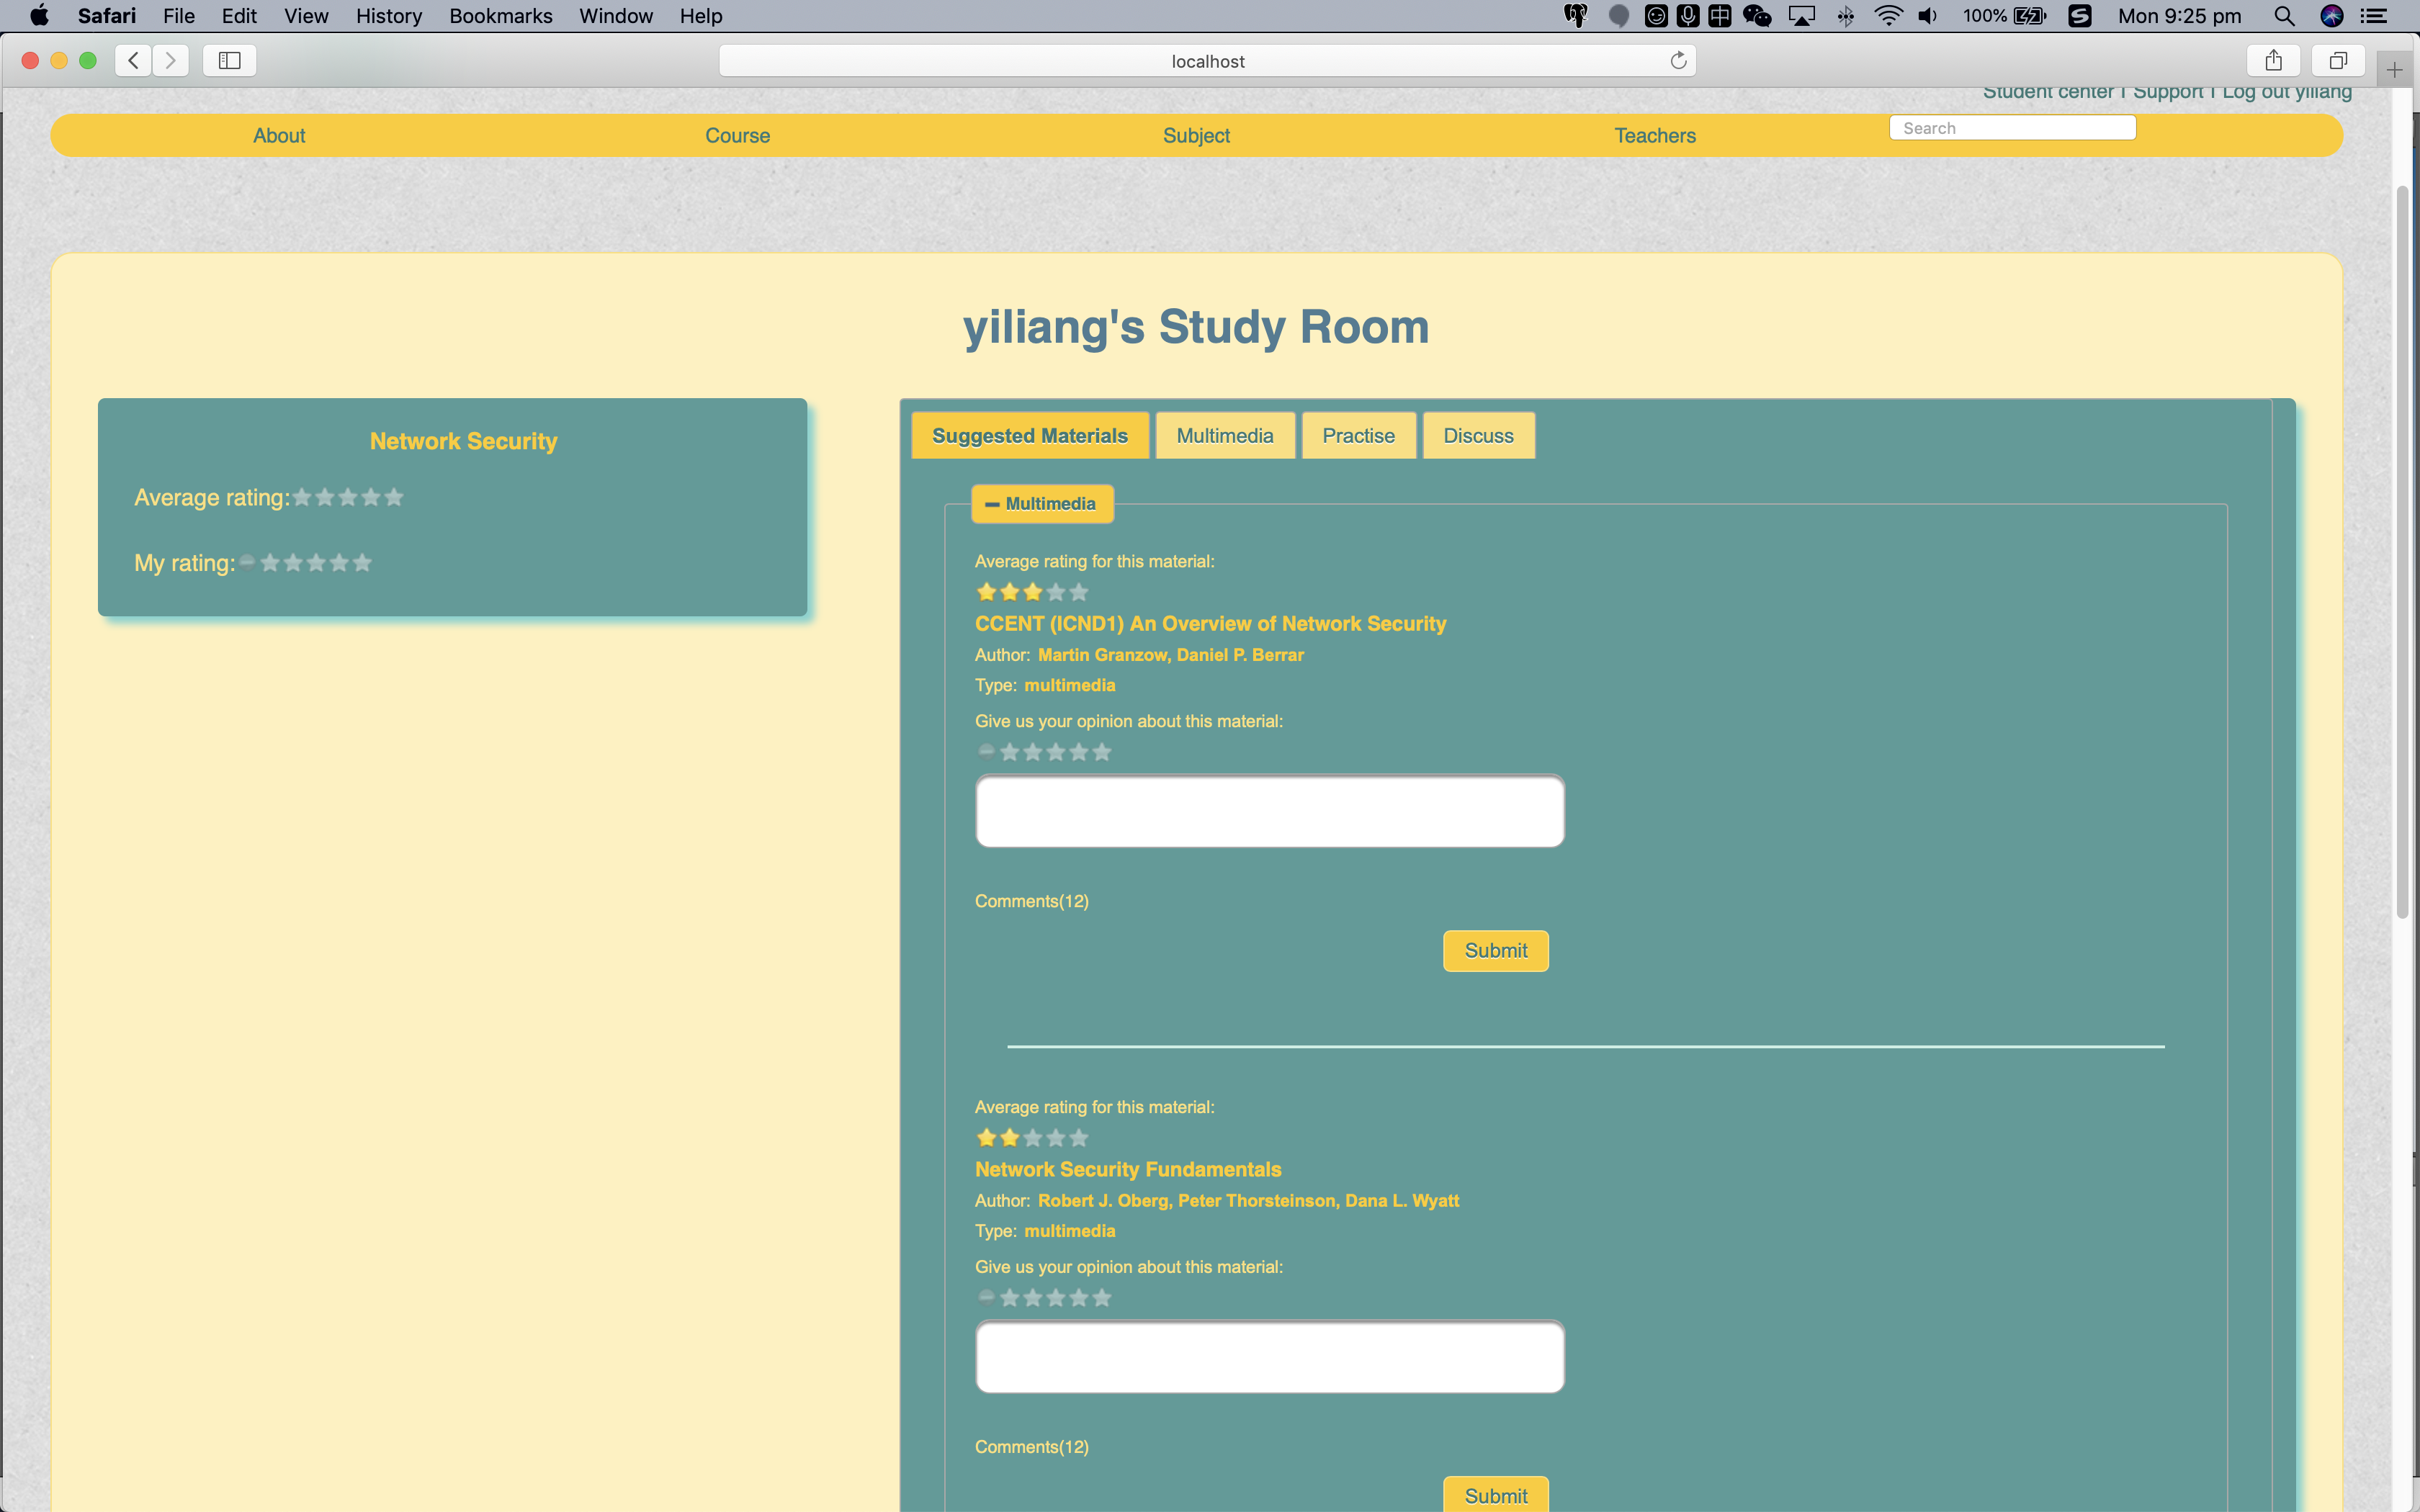 Safari File Edit View History Bookmarks Window Help 100% Mon 9:25 pm
localhost
Student center | Support | Log out yiliang
About Course Subject Teachers Search
yiliang's Study Room
Network Security
Average rating:
My rating:
Suggested Materials Multimedia Practise Discuss
Multimedia
Average rating for this material:
CCENT (ICND1) An Overview of Network Security
Author: Martin Granzow, Daniel P. Berrar
Type: multimedia
Give us your opinion about this material:
Comments(12)
Submit
Average rating for this material:
Network Security Fundamentals
Author: Robert J. Oberg, Peter Thorsteinson, Dana L. Wyatt
Type: multimedia
Give us your opinion about this material:
Comments(12)
Submit